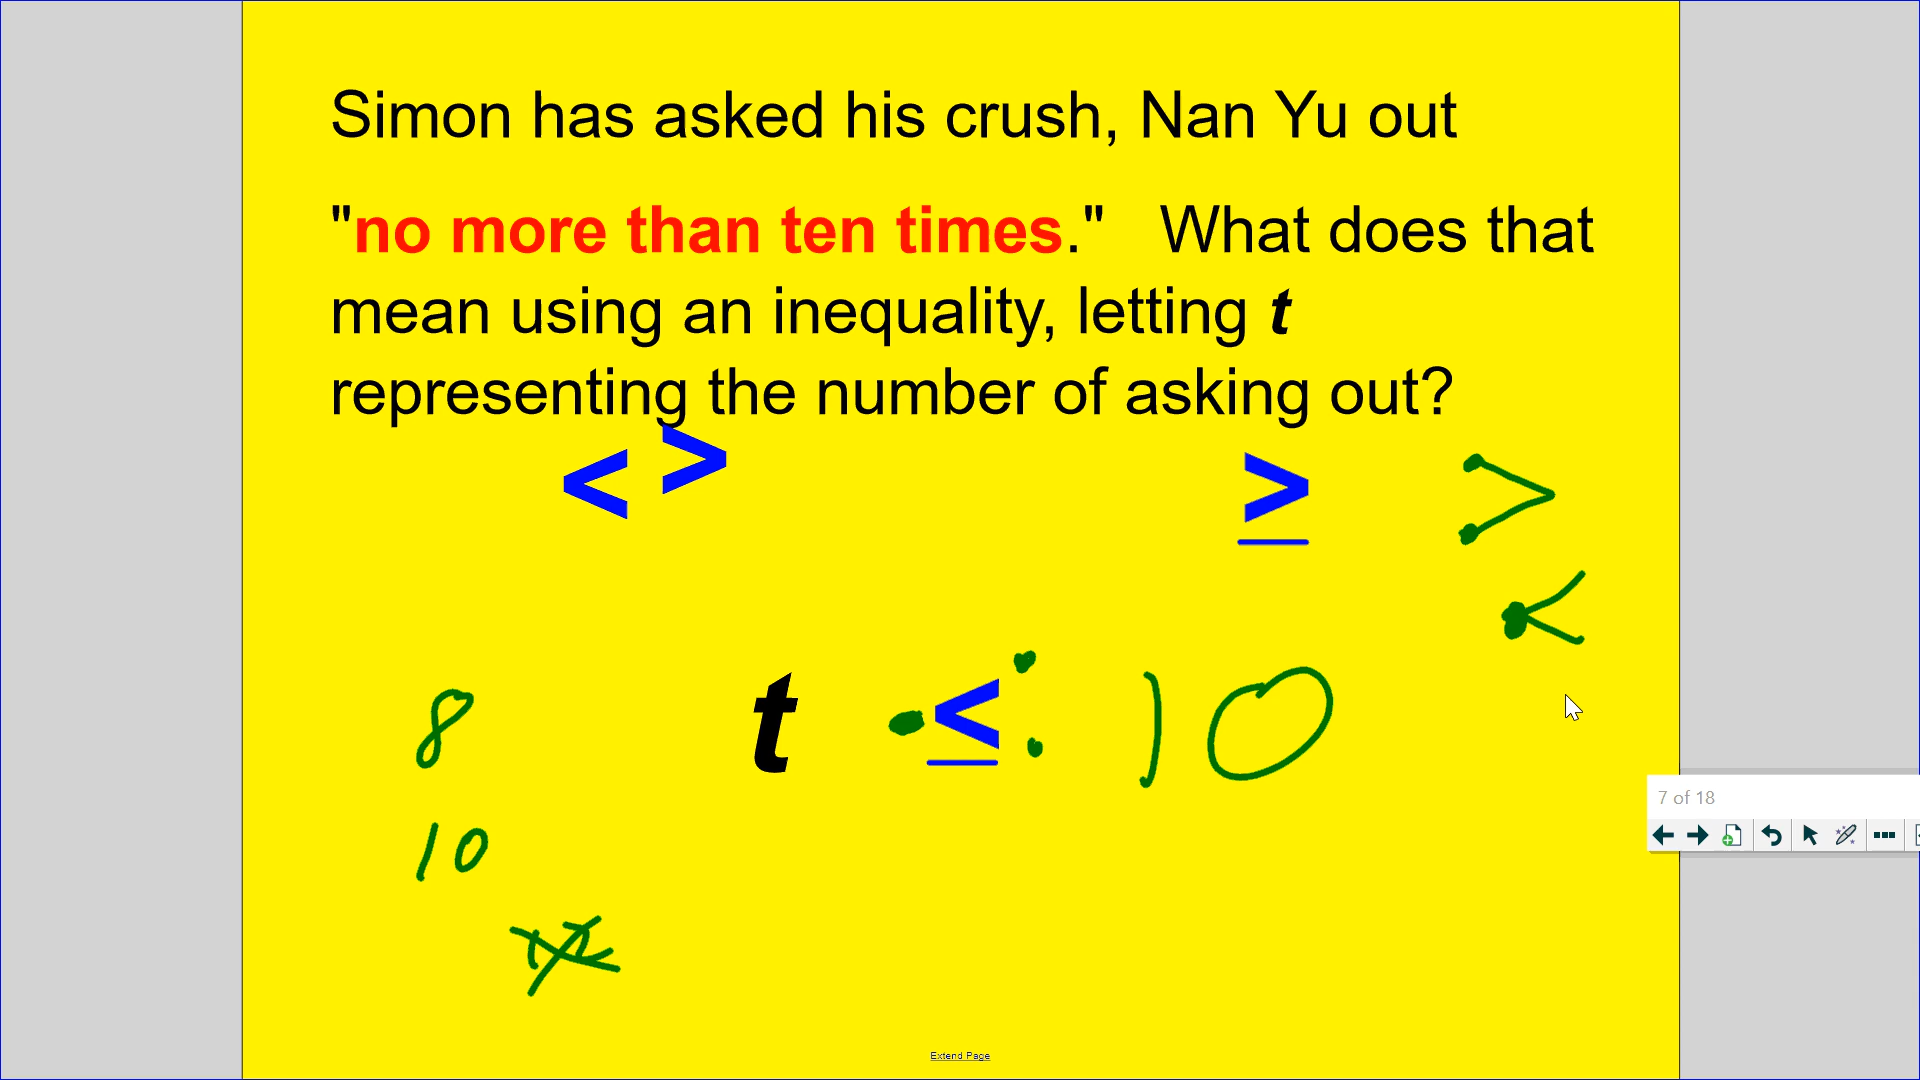 Simon has asked his crush, Nan Yu out
"no more than ten times."   What does that
mean using an inequality, letting t
representing the number of asking out?
< > ≥ >
<
8 t ≤ 10
10
12
7 of 18
Extend Page